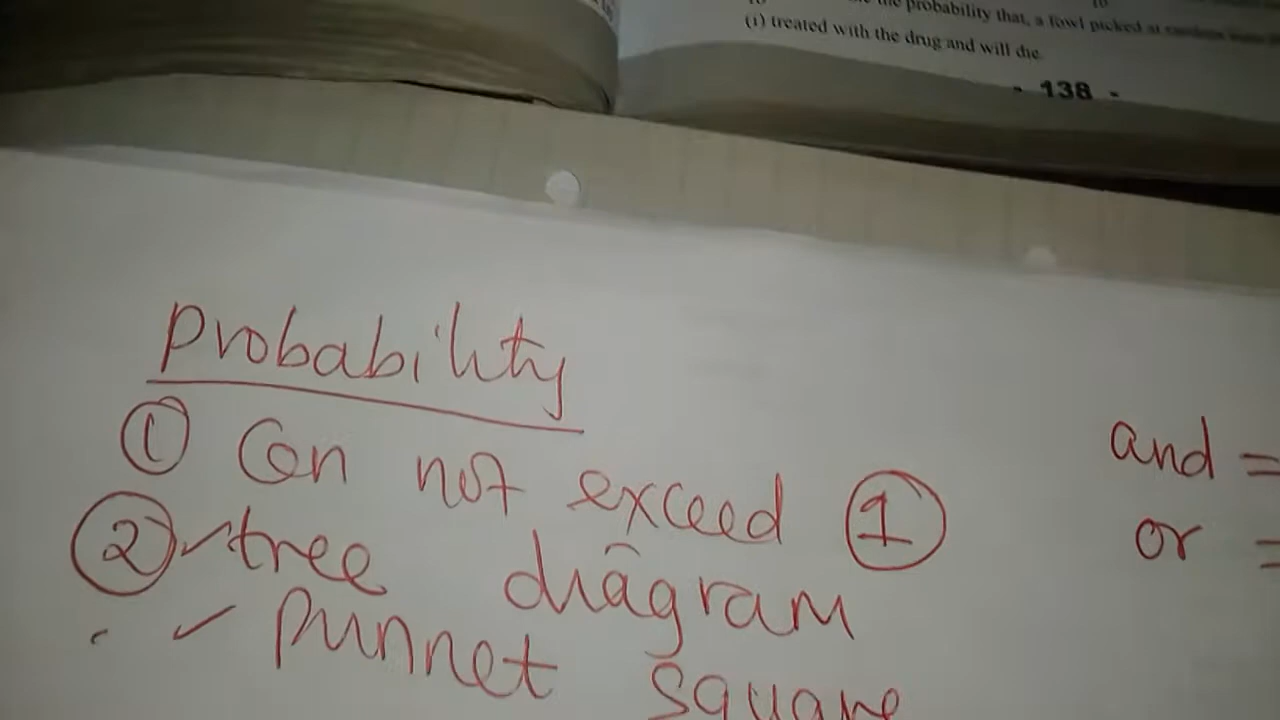 the probability that, a fowl picked at random
(i) treated with the drug and will die.
- 138 -
Probability
① Can not exceed ①
② ✓tree diagram
✓ Punnet square
and =
or =